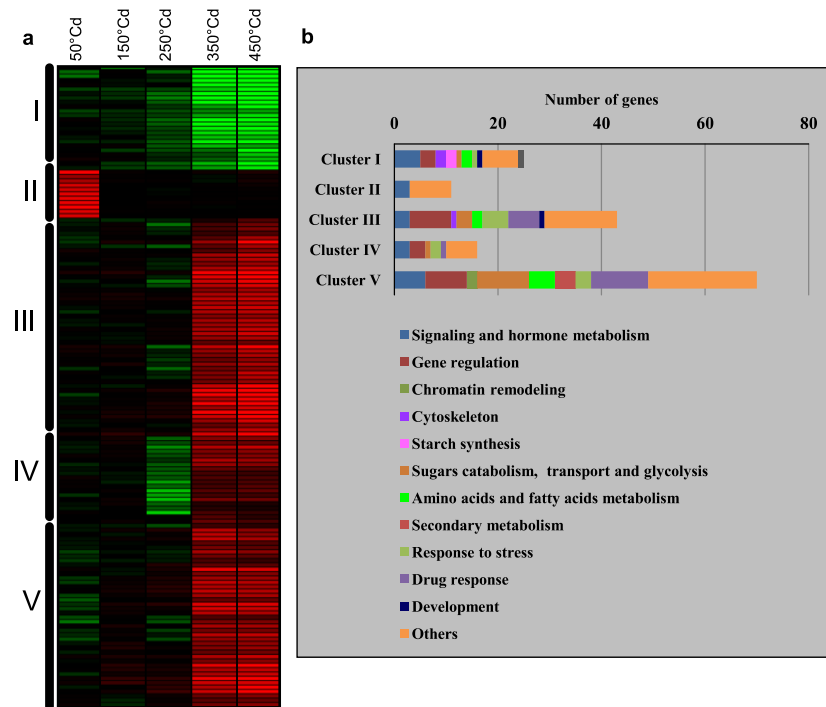 a
50°Cd
150°Cd
250°Cd
350°Cd
450°Cd
I
II
III
IV
V
b
Number of genes
0 20 40 60 80
Cluster I
Cluster II
Cluster III
Cluster IV
Cluster V
Signaling and hormone metabolism
Gene regulation
Chromatin remodeling
Cytoskeleton
Starch synthesis
Sugars catabolism, transport and glycolysis
Amino acids and fatty acids metabolism
Secondary metabolism
Response to stress
Drug response
Development
Others